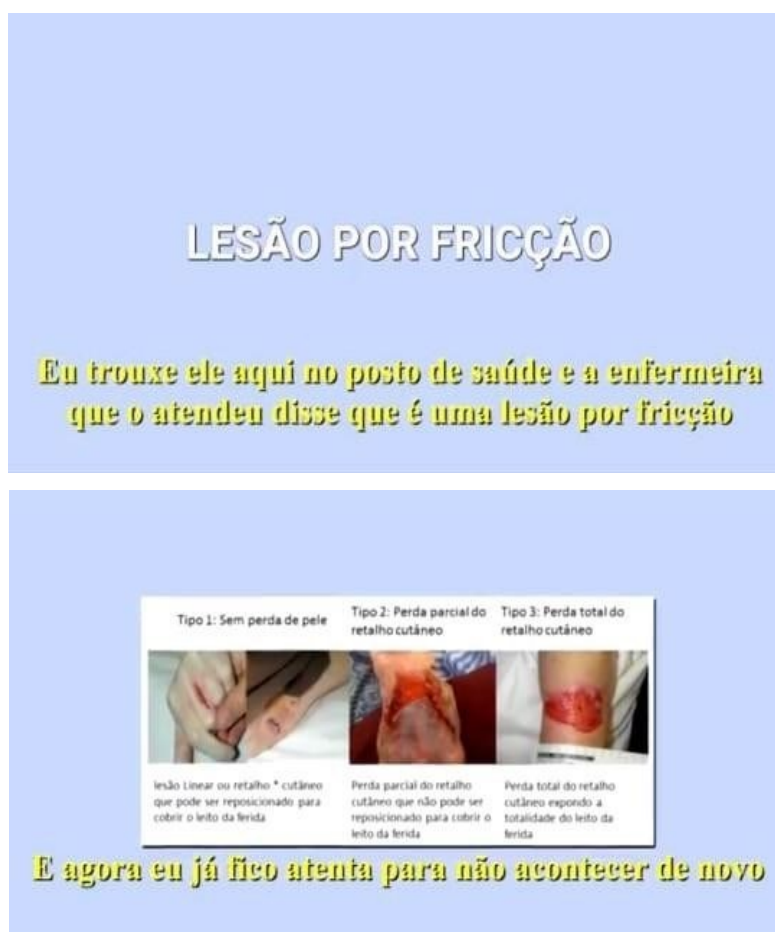 LESÃO POR FRICÇÃO
Eu trouxe ele aqui no posto de saúde e a enfermeira
que o atendeu disse que é uma lesão por fricção
Tipo 1: Sem perda de pele
Tipo 2: Perda parcial do
retalho cutâneo
Tipo 3: Perda total do
retalho cutâneo
lesão Linear ou retalho * cutâneo
que pode ser reposicionado para
cobrir o leito da ferida
Perda parcial do retalho
cutâneo que não pode ser
reposicionado para cobrir o
leito da ferida
Perda total do retalho
cutâneo expondo a
totalidade do leito da
ferida
E agora eu já fico atenta para não acontecer de novo